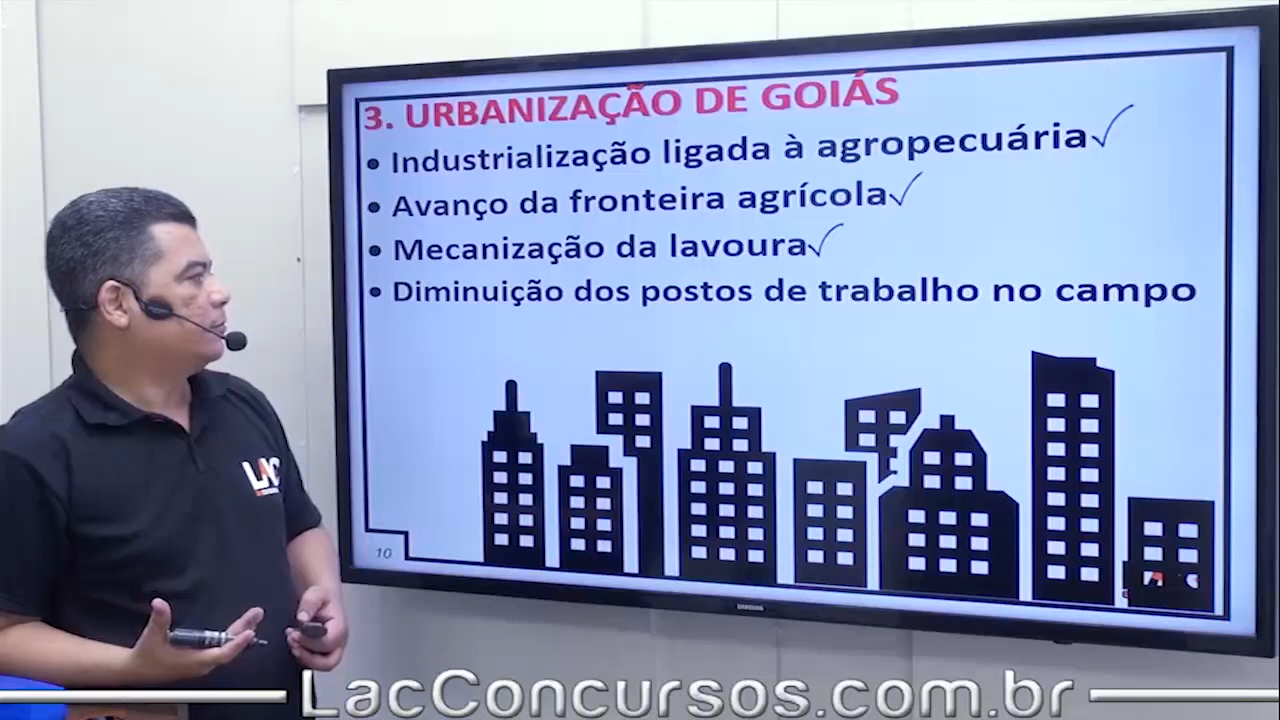 3. URBANIZAÇÃO DE GOIÁS
• Industrialização ligada à agropecuária
• Avanço da fronteira agrícola
• Mecanização da lavoura
• Diminuição dos postos de trabalho no campo
10
LAC
SAMSUNG
LacConcursos.com.br